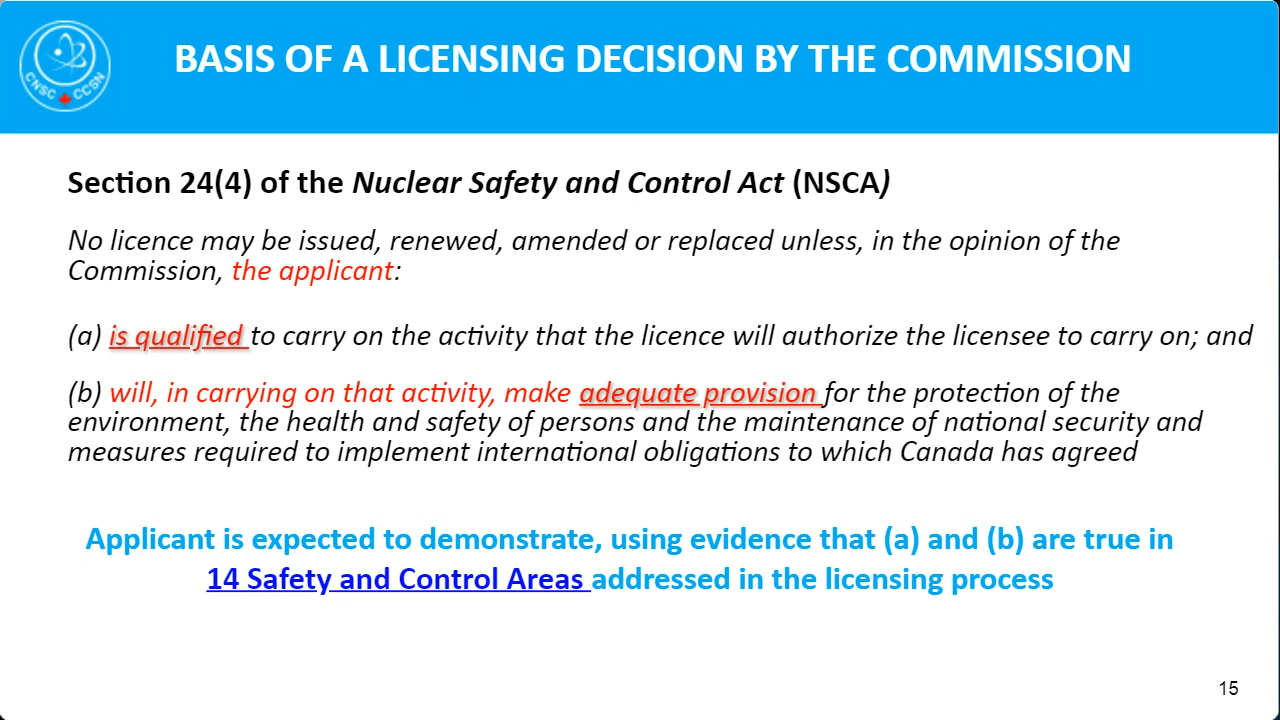 CNSC CCSN
BASIS OF A LICENSING DECISION BY THE COMMISSION
Section 24(4) of the Nuclear Safety and Control Act (NSCA)
No licence may be issued, renewed, amended or replaced unless, in the opinion of the
Commission, the applicant:
(a) is qualified to carry on the activity that the licence will authorize the licensee to carry on; and
(b) will, in carrying on that activity, make adequate provision for the protection of the
environment, the health and safety of persons and the maintenance of national security and
measures required to implement international obligations to which Canada has agreed
Applicant is expected to demonstrate, using evidence that (a) and (b) are true in
14 Safety and Control Areas addressed in the licensing process
15